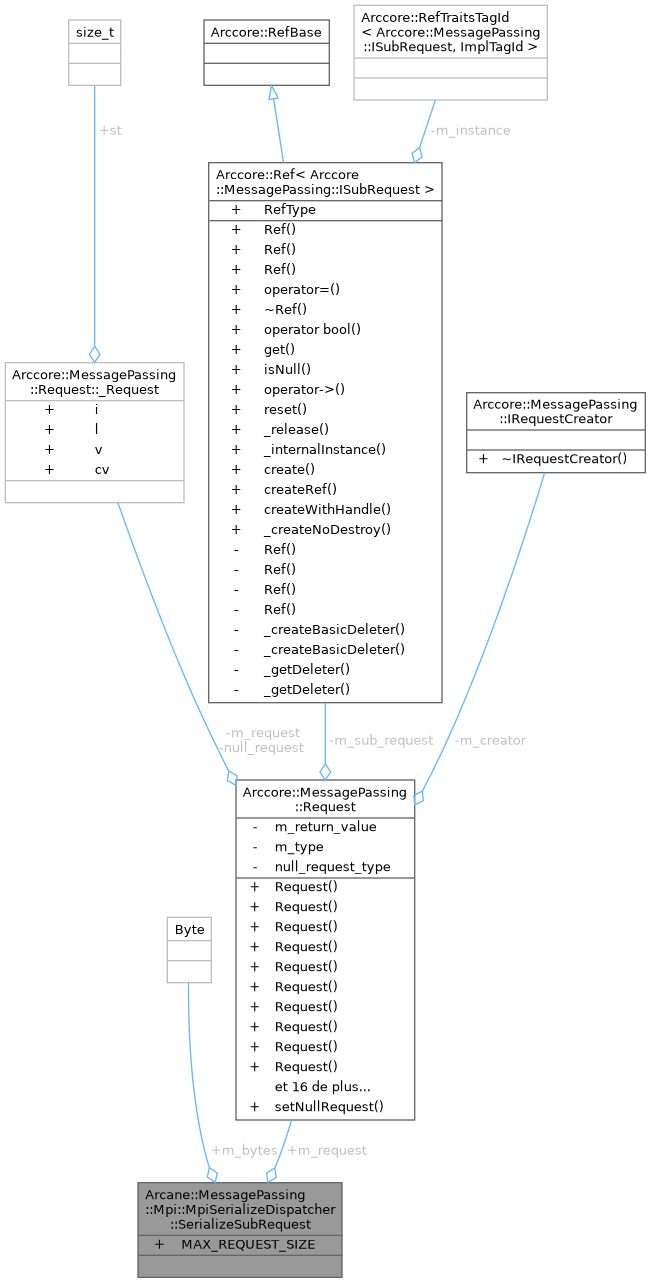 size_t
Arccore::RefBase
Arccore::RefTraitsTagId
< Arccore::MessagePassing
::ISubRequest, ImplTagId >
+st
-m_instance
Arccore::Ref< Arccore
::MessagePassing::ISubRequest >
+ RefType
+ Ref()
+ Ref()
+ Ref()
+ operator=()
+ ~Ref()
+ operator bool()
+ get()
+ isNull()
+ operator->()
+ reset()
+ _release()
+ _internalInstance()
+ create()
+ createRef()
+ createWithHandle()
+ _createNoDestroy()
- Ref()
- Ref()
- Ref()
- Ref()
- _createBasicDeleter()
- _createBasicDeleter()
- _getDeleter()
- _getDeleter()
Arccore::MessagePassing
::Request::_Request
+ i
+ l
+ v
+ cv
Arccore::MessagePassing
::IRequestCreator
+ ~IRequestCreator()
-m_request
-null_request
-m_sub_request
-m_creator
Arccore::MessagePassing
::Request
- m_return_value
- m_type
- null_request_type
+ Request()
+ Request()
+ Request()
+ Request()
+ Request()
+ Request()
+ Request()
+ Request()
+ Request()
+ Request()
et 16 de plus...
+ setNullRequest()
Byte
+m_bytes
+m_request
Arcane::MessagePassing
::Mpi::MpiSerializeDispatcher
::SerializeSubRequest
+ MAX_REQUEST_SIZE